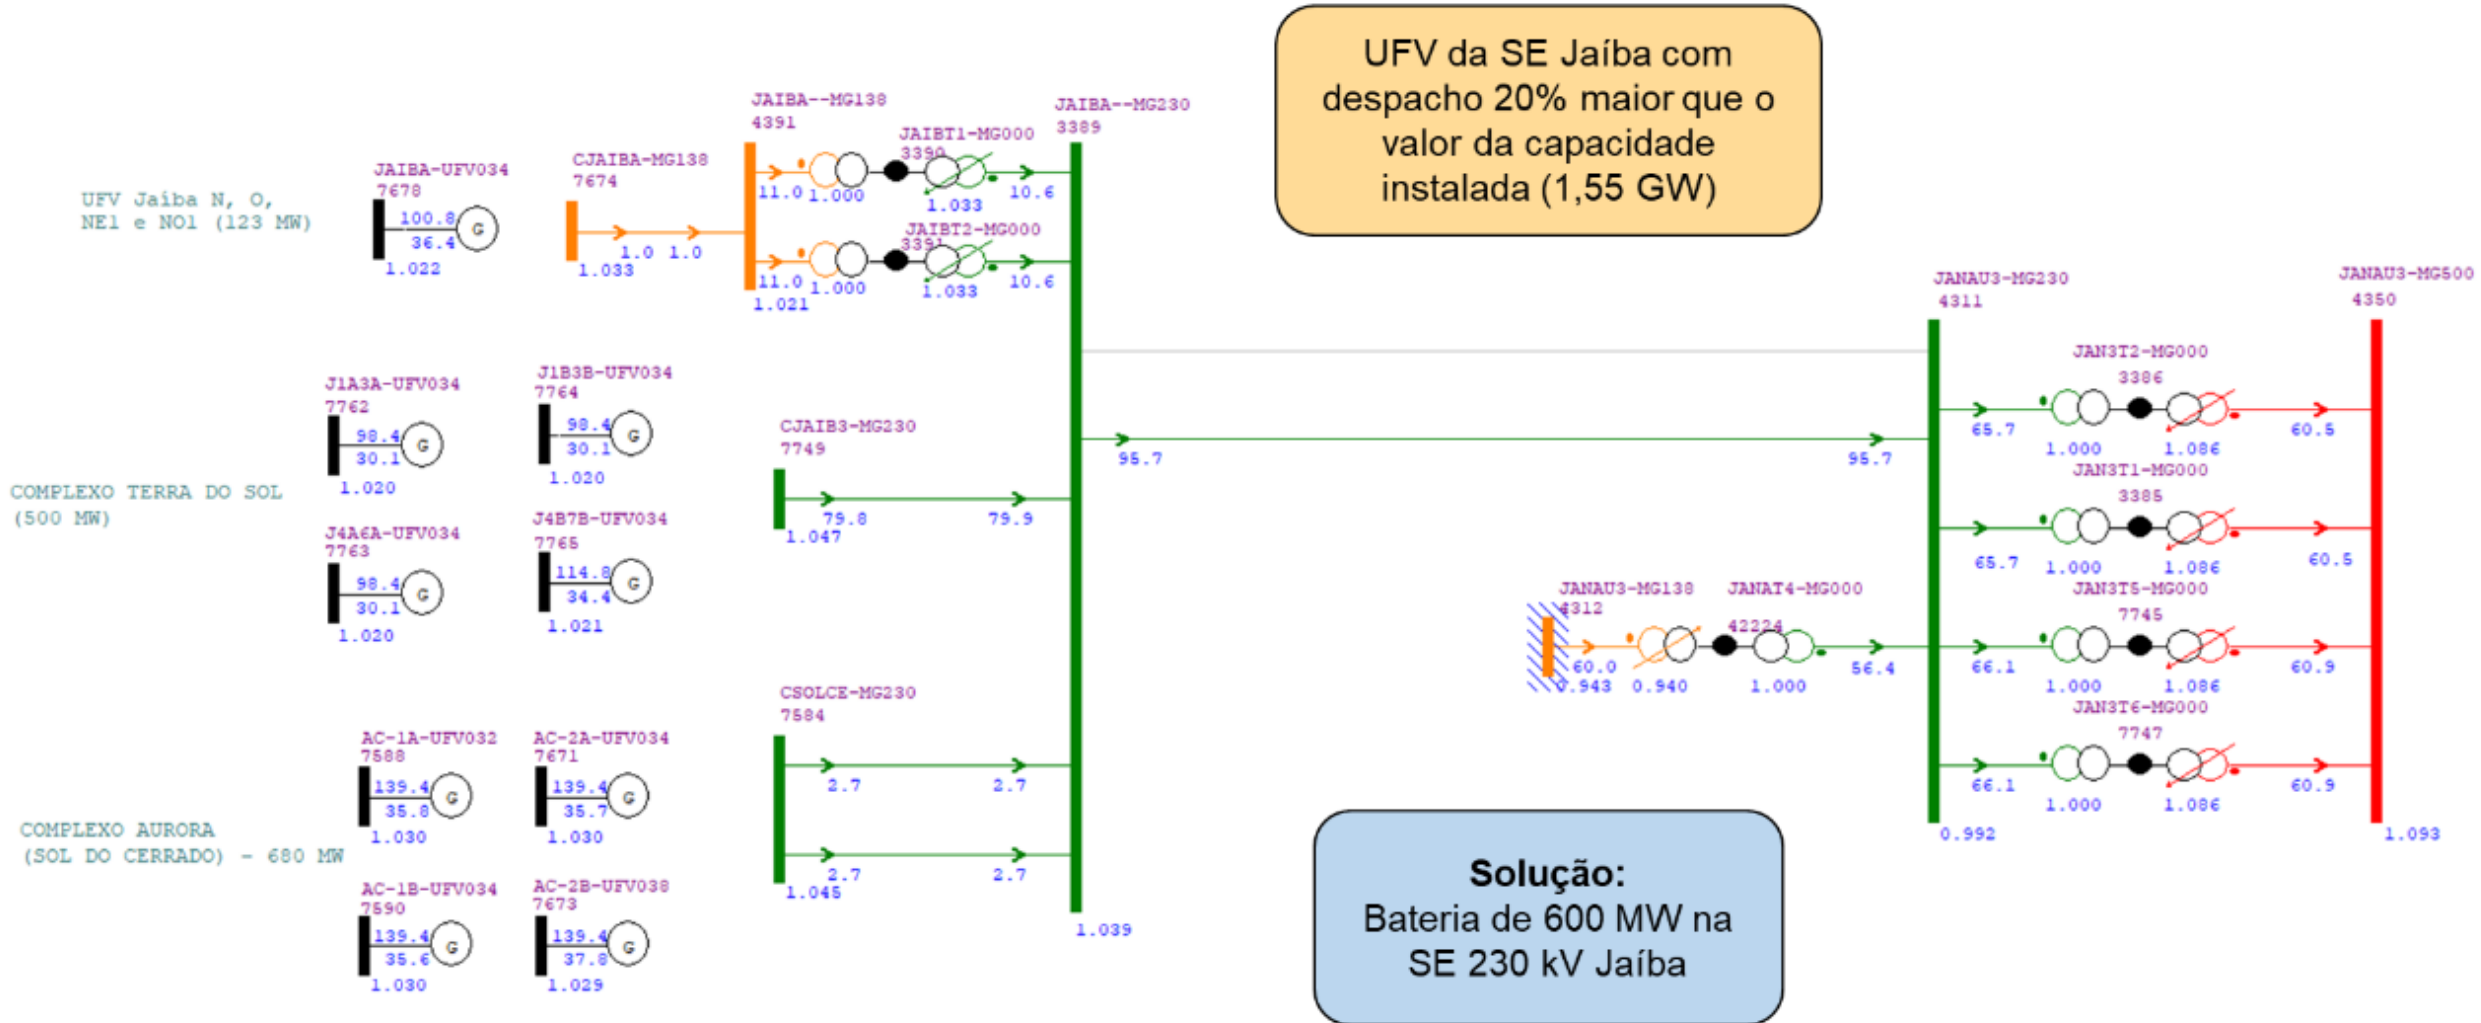 UFV da SE Jaíba com
despacho 20% maior que o
valor da capacidade
instalada (1,55 GW)
UFV Jaíba N, O,
NE1 e NO1 (123 MW)
JAIBA-UFV034
7678
100.8
36.4
G
1.022
CJAIBA-MG138
7674
1.0 1.0
1.033
JAIBA--MG138
4391
11.0 1.000
11.0 1.000
1.021
JAIBT1-MG000
3390
1.033
10.6
JAIBT2-MG000
3391
1.033
10.6
JAIBA--MG230
3389
1.039
COMPLEXO TERRA DO SOL
(500 MW)
J1A3A-UFV034
7762
98.4
30.1
G
1.020
J1B3B-UFV034
7764
98.4
30.1
G
1.020
J4A6A-UFV034
7763
98.4
30.1
G
1.020
J4B7B-UFV034
7765
114.8
34.4
G
1.021
CJAIB3-MG230
7749
79.8
79.9
1.047
95.7
95.7
COMPLEXO AURORA
(SOL DO CERRADO) - 680 MW
AC-1A-UFV032
7588
139.4
35.8
G
1.030
AC-2A-UFV034
7671
139.4
35.7
G
1.030
AC-1B-UFV034
7590
139.4
35.6
G
1.030
AC-2B-UFV038
7673
139.4
37.8
G
1.029
CSOLCE-MG230
7584
2.7
2.7
2.7
2.7
1.045
JANAU3-MG230
4311
0.992
JANAU3-MG500
4350
1.093
JAN3T2-MG000
3386
65.7
1.000
1.086
60.5
JAN3T1-MG000
3385
65.7
1.000
1.086
60.5
JAN3T5-MG000
7745
66.1
1.000
1.086
60.9
JAN3T6-MG000
7747
66.1
1.000
1.086
60.9
JANAU3-MG138
4312
60.0
0.943
0.940
JANAT4-MG000
42224
1.000
56.4
Solução:
Bateria de 600 MW na
SE 230 kV Jaíba